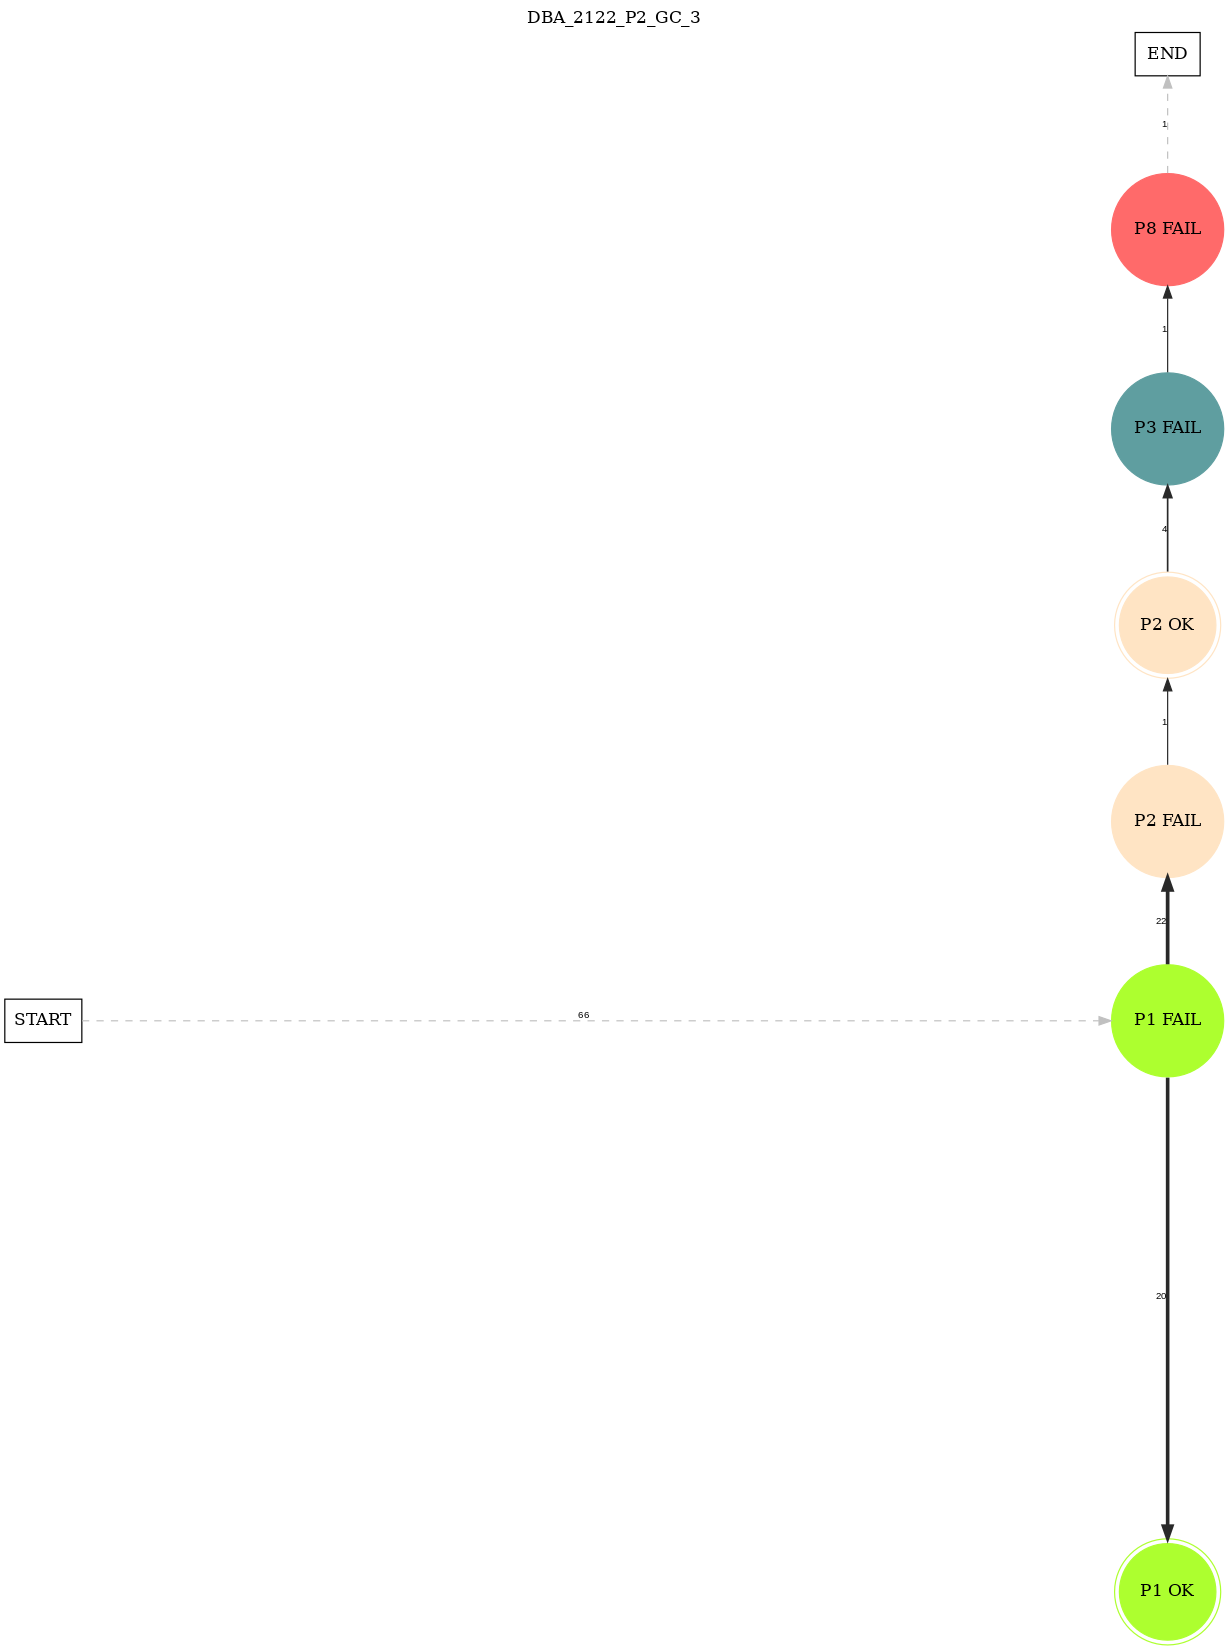 DBA_2122_P2_GC_3
END
1
P8 FAIL
1
P3 FAIL
4
P2 OK
1
P2 FAIL
22
START
66
P1 FAIL
20
P1 OK